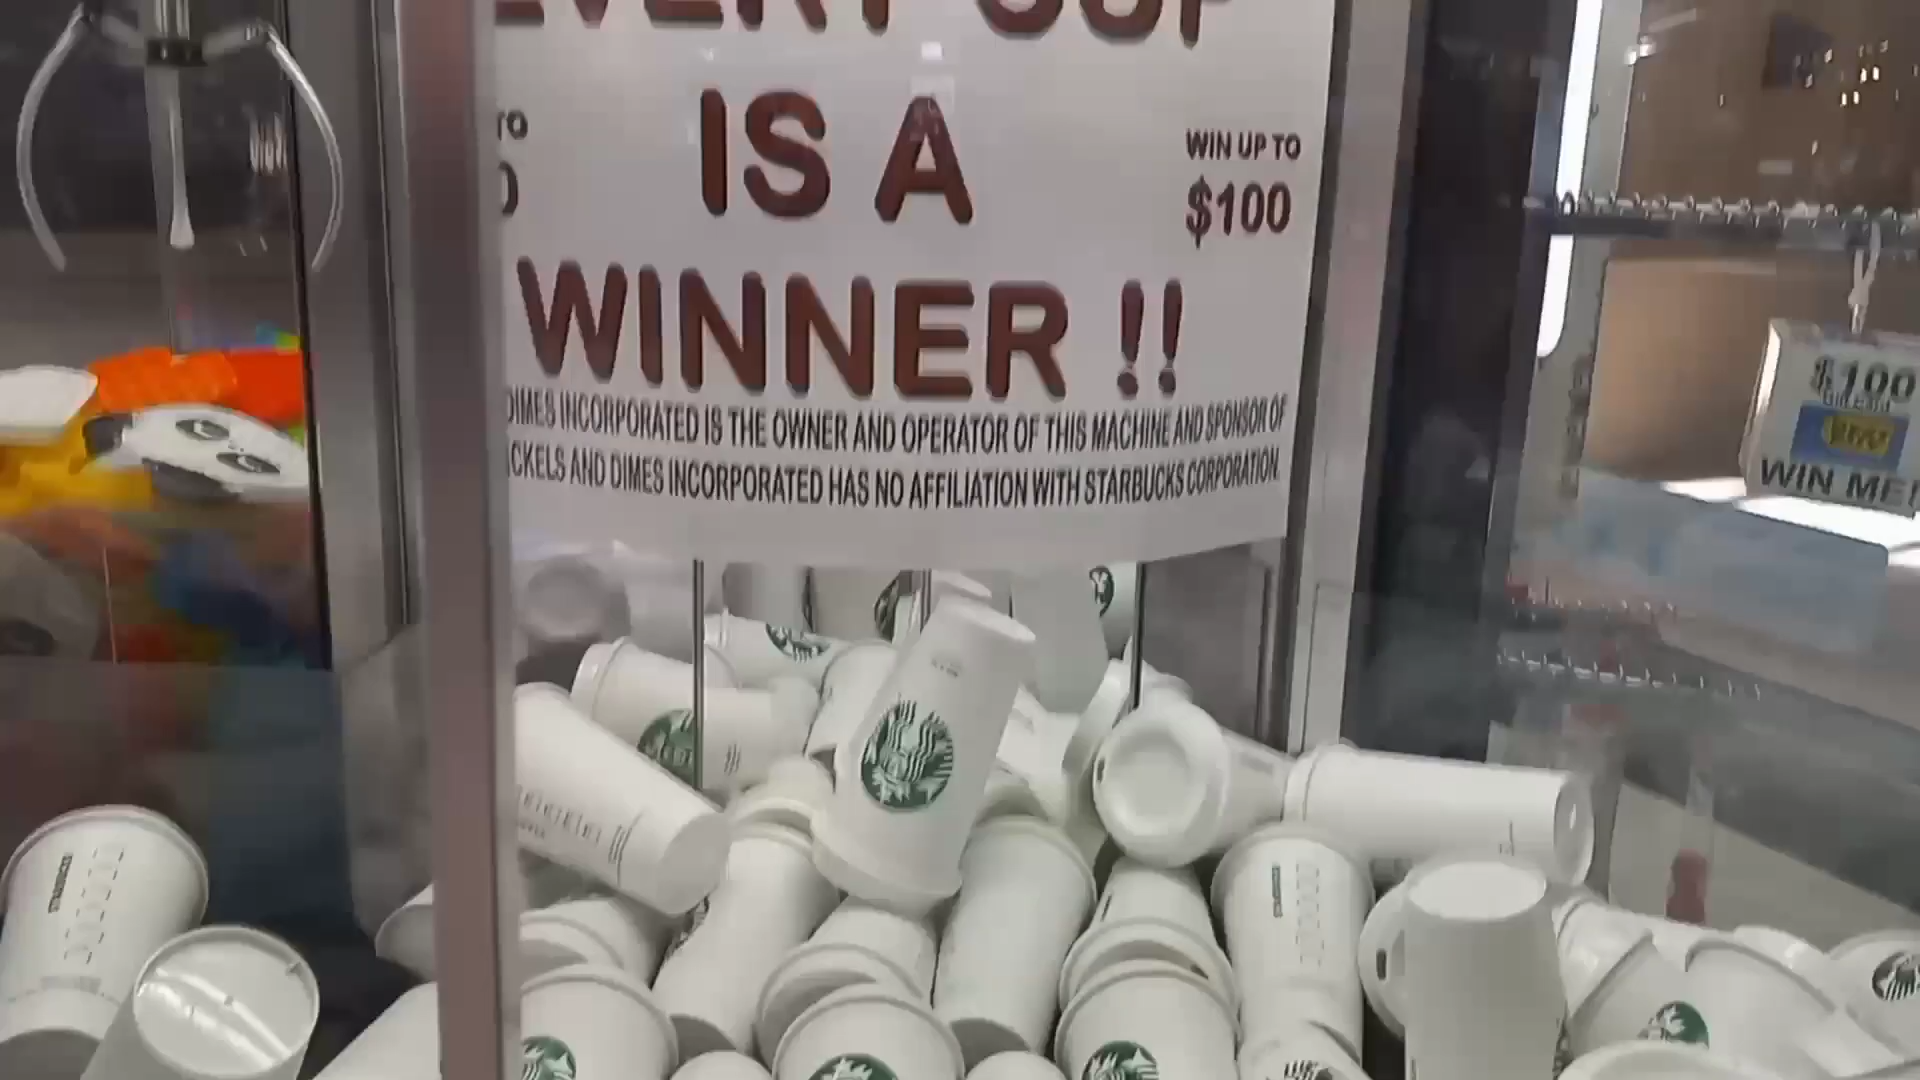 IS A
WINNER !!
WIN UP TO
$100
DIMES INCORPORATED IS THE OWNER AND OPERATOR OF THIS MACHINE AND SPONSOR OF
CKELS AND DIMES INCORPORATED HAS NO AFFILIATION WITH STARBUCKS CORPORATION.
$100
WIN ME!